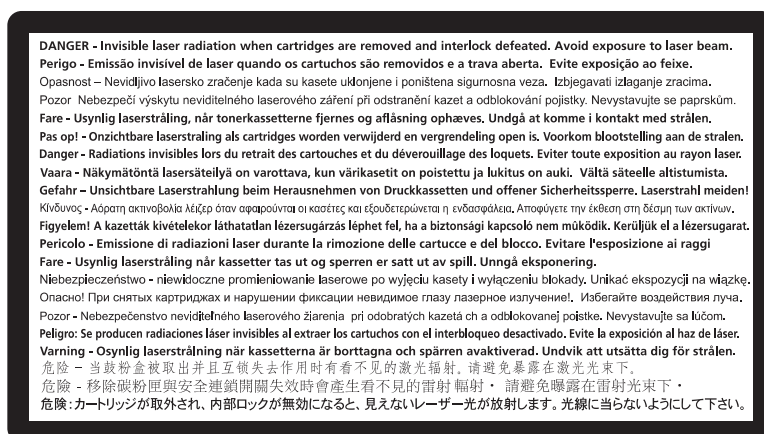 DANGER - Invisible laser radiation when cartridges are removed and interlock defeated. Avoid exposure to laser beam.
Perigo - Emissão invisível de laser quando os cartuchos são removidos e a trava aberta. Evite exposição ao feixe.
Opasnost – Nevidljivo lasersko zračenje kada su kasete uklonjene i poništena sigurnosna veza. Izbjegavati izlaganje zracima.
Pozor Nebezpečí výskytu neviditelného laserového záření při odstranění kazet a odblokování pojistky. Nevystavujte se paprskům.
Fare - Usynlig laserstråling, når tonerkassetterne fjernes og aflåsning ophæves. Undgå at komme i kontakt med strålen.
Pas op! - Onzichtbare laserstraling als cartridges worden verwijderd en vergrendeling open is. Voorkom blootstelling aan de stralen.
Danger - Radiations invisibles lors du retrait des cartouches et du déverouillage des loquets. Eviter toute exposition au rayon laser.
Vaara - Näkymätöntä lasersäteilyä on varottava, kun värikasetit on poistettu ja lukitus on auki. Vältä säteelle altistumista.
Gefahr – Unsichtbare Laserstrahlung beim Herausnehmen von Druckkassetten und offener Sicherheitssperre. Laserstrahl meiden!
Κίνδυνος - Αόρατη ακτινοβολία λέιζερ όταν αφαιρούνται οι κασέτες και εξουδετερώνεται η ενδασφάλεια. Αποφύγετε την έκθεση στη δέσμη των ακτίνων.
Figyelem! A kazetták kivételekor láthatatlan lézersugárzás léphet fel, ha a biztonsági kapcsoló nem működik. Kerüljük el a lézersugarat.
Pericolo - Emissione di radiazioni laser durante la rimozione delle cartucce e del blocco. Evitare l'esposizione ai raggi
Fare - Usynlig laserstråling når kassetter tas ut og sperren er satt ut av spill. Unngå eksponering.
Niebezpieczeństwo - niewidoczne promieniowanie laserowe po wyjęciu kasety i wyłączeniu blokady. Unikać ekspozycji na wiązkę.
Опасно! При снятых картриджах и нарушении фиксации невидимое глазу лазерное излучение!. Избегайте воздействия луча.
Pozor - Nebezpečenstvo neviditeľného laserového žiarenia pri odobratých kazetá ch a odblokovanej poistke. Nevystavujte sa lúčom.
Peligro: Se producen radiaciones láser invisibles al extraer los cartuchos con el interbloqueo desactivado. Evite la exposición al haz de láser.
Varning - Osynlig laserstrålning när kassetterna är borttagna och spärren avaktiverad. Undvik att utsätta dig för strålen.
危险 - 当鼓粉盒被取出并且互锁失去作用时有看不见的激光辐射. 请避免暴露在激光光束下。
危險 - 移除碳粉匣與安全連鎖開關失效時會產生看不見的雷射 輻射・ 請避免曝露在雷射光束下・
危険：カートリッジが取外され、内部ロックが無効になると、見えないレーザー光が放射します。光線に当らないようにして下さい。